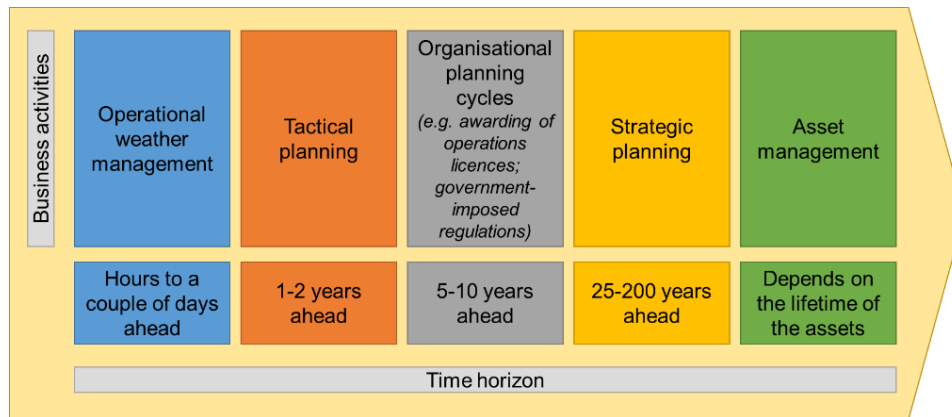 Business activities
Operational
weather
management
Tactical
planning
Organisational
planning
cycles
(e.g. awarding of
operations
licences;
government-
imposed
regulations)
Strategic
planning
Asset
management
Hours to a
couple of days
ahead
1-2 years
ahead
5-10 years
ahead
25-200 years
ahead
Depends on
the lifetime of
the assets
Time horizon